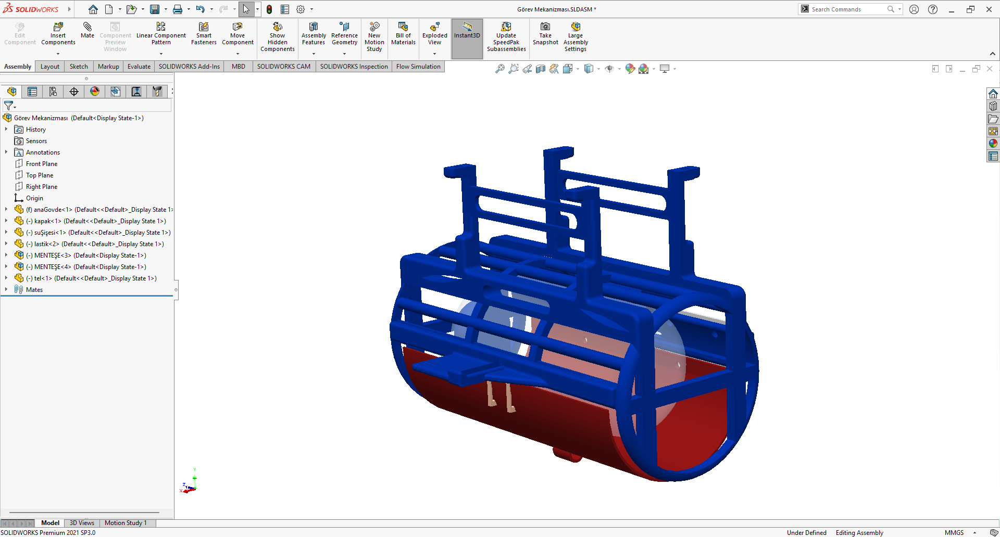 SOLIDWORKS
Görev Mekanizması.SLDASM *
Search Commands
Edit Component
Insert Components
Mate
Component Preview Window
Linear Component Pattern
Smart Fasteners
Move Component
Show Hidden Components
Assembly Features
Reference Geometry
New Motion Study
Bill of Materials
Exploded View
Instant3D
Update SpeedPak Subassemblies
Take Snapshot
Large Assembly Settings
Assembly
Layout
Sketch
Markup
Evaluate
SOLIDWORKS Add-Ins
MBD
SOLIDWORKS CAM
SOLIDWORKS Inspection
Flow Simulation
Görev Mekanizması (Default<Display State-1>)
History
Sensors
Annotations
Front Plane
Top Plane
Right Plane
Origin
(f) anaGovde<1> (Default<<Default>_Display State 1>
(-) kapak<1> (Default<<Default>_Display State 1>)
(-) suŞişesi<1> (Default<<Default>_Display State 1>)
(-) lastik<2> (Default<<Default>_Display State 1>)
(-) MENTEŞE<3> (Default<Display State-1>)
(-) MENTEŞE<4> (Default<Display State-1>)
(-) tel<1> (Default<<Default>_Display State 1>)
Mates
Y
Z
X
Model
3D Views
Motion Study 1
SOLIDWORKS Premium 2021 SP3.0
Under Defined
Editing Assembly
MMGS